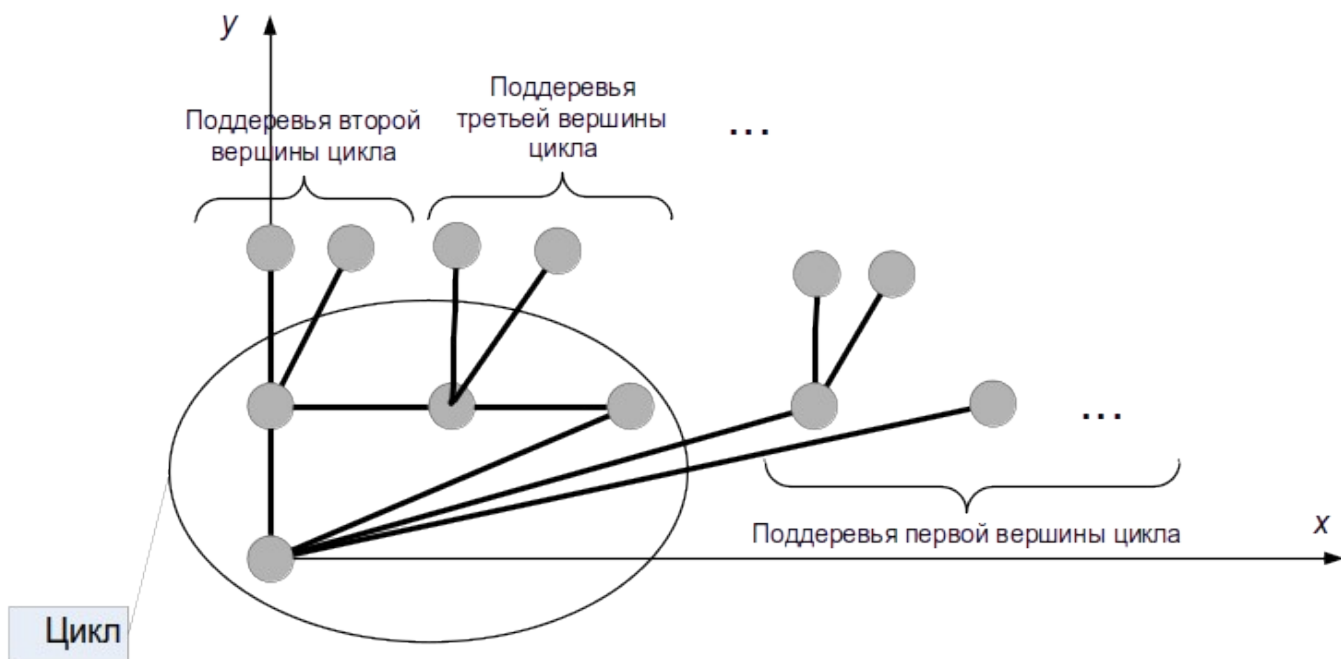 y
Поддеревья второй
вершины цикла
Поддеревья
третьей вершины
цикла
...
...
Поддеревья первой вершины цикла
x
Цикл